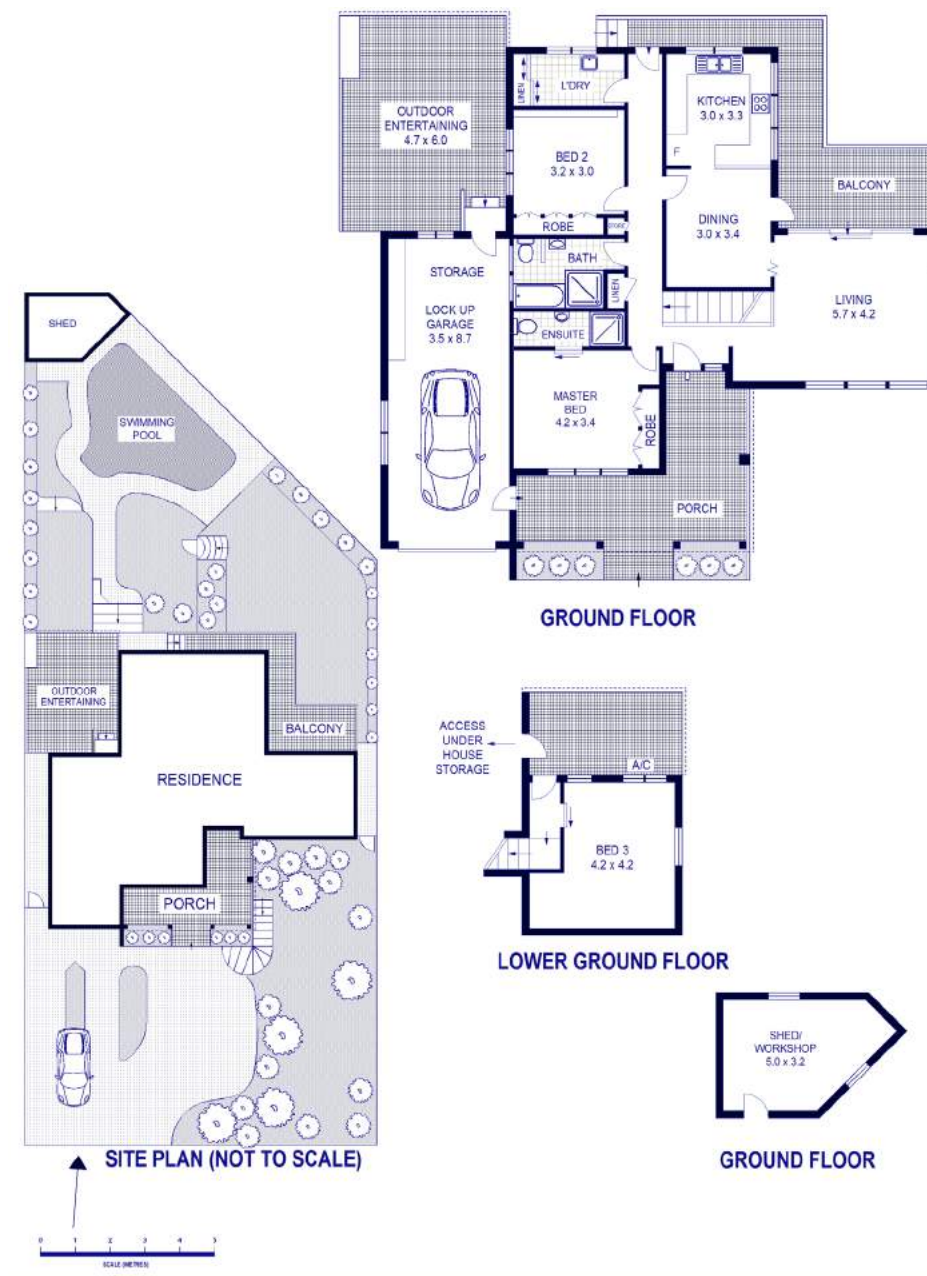 OUTDOOR
ENTERTAINING
4.7 x 6.0
LINEN
L'DRY
KITCHEN
3.0 x 3.3
F
BED 2
3.2 x 3.0
BALCONY
ROBE
STORE
DINING
3.0 x 3.4
BATH
STORAGE
LINEN
LOCK UP
GARAGE
3.5 x 8.7
LIVING
5.7 x 4.2
ENSUITE
MASTER
BED
4.2 x 3.4
ROBE
PORCH
GROUND FLOOR
SHED
SWIMMING
POOL
OUTDOOR
ENTERTAINING
BALCONY
RESIDENCE
PORCH
SITE PLAN (NOT TO SCALE)
0 1 2 3 4 5
SCALE (METRES)
ACCESS
UNDER
HOUSE
STORAGE
A/C
BED 3
4.2 x 4.2
LOWER GROUND FLOOR
SHED/
WORKSHOP
5.0 x 3.2
GROUND FLOOR